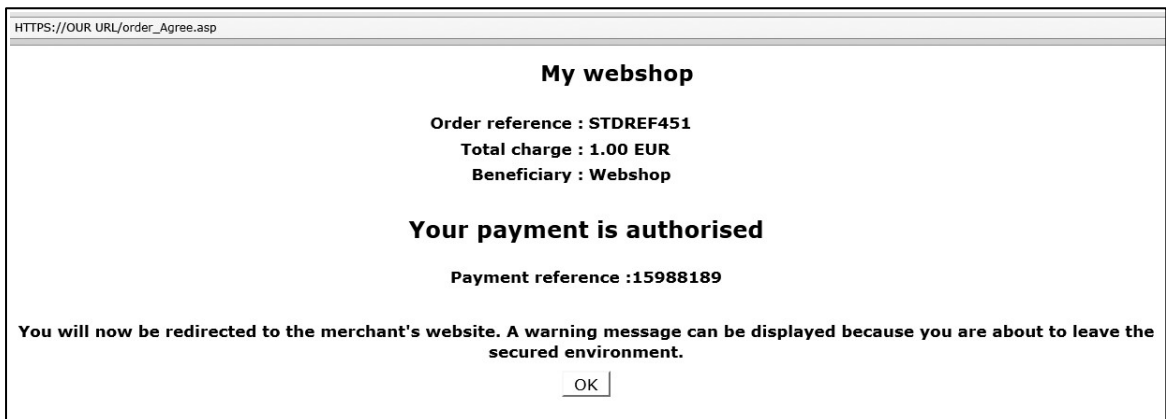 HTTPS://OUR URL/order_Agree.asp
My webshop
Order reference : STDREF451
Total charge : 1.00 EUR
Beneficiary : Webshop
Your payment is authorised
Payment reference :15988189
You will now be redirected to the merchant's website. A warning message can be displayed because you are about to leave the
secured environment.
OK